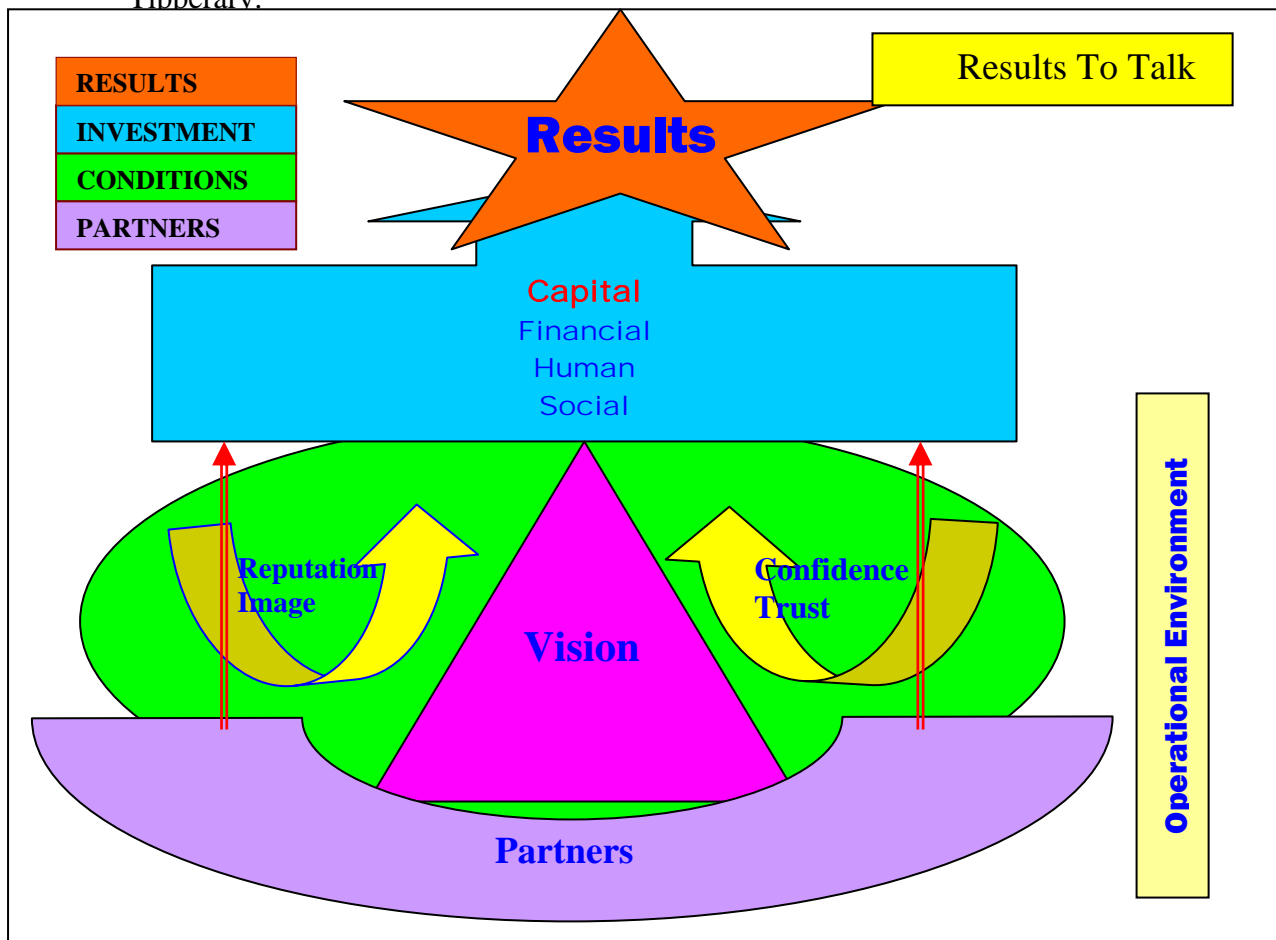 Tipperary.
Results To Talk
RESULTS
INVESTMENT
CONDITIONS
PARTNERS
Results
Capital
Financial
Human
Social
Reputation
Image
Confidence
Trust
Vision
Partners
Operational Environment